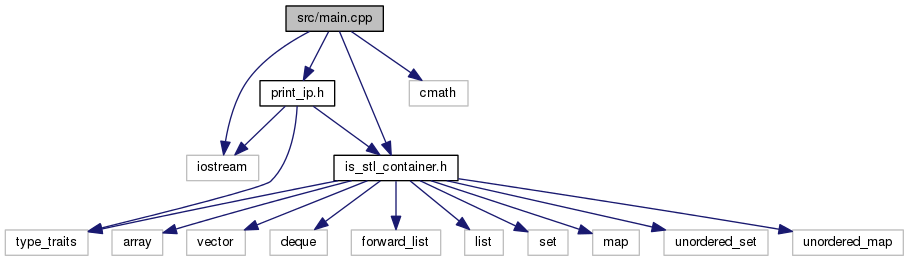 src/main.cpp
print_ip.h
cmath
iostream
is_stl_container.h
type_traits
array
vector
deque
forward_list
list
set
map
unordered_set
unordered_map